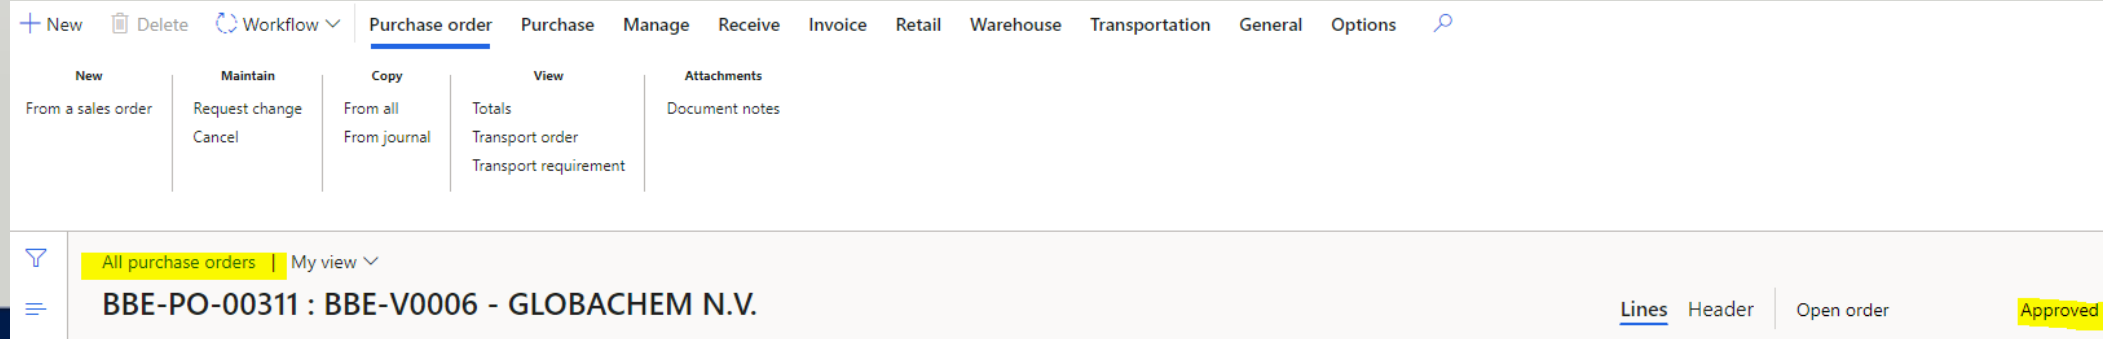 New Delete Workflow Purchase order Purchase Manage Receive Invoice Retail Warehouse Transportation General Options
New Maintain Copy View Attachments
From a sales order Request change From all Totals Document notes
Cancel From journal Transport order
Transport requirement
All purchase orders | My view
BBE-PO-00311 : BBE-V0006 - GLOBACHEM N.V.
Lines Header Open order Approved